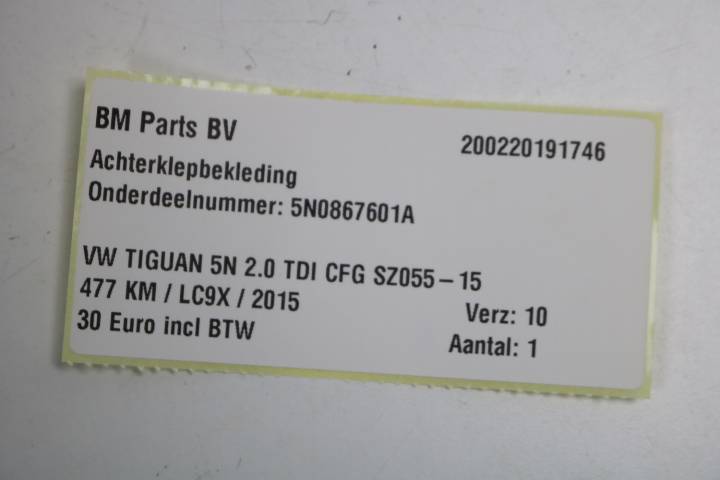 BM Parts BV
200220191746
Achterklepbekleding
Onderdeelnummer: 5N0867601A
VW TIGUAN 5N 2.0 TDI CFG SZ055-15
477 KM / LC9X / 2015
Verz: 10
30 Euro incl BTW
Aantal: 1